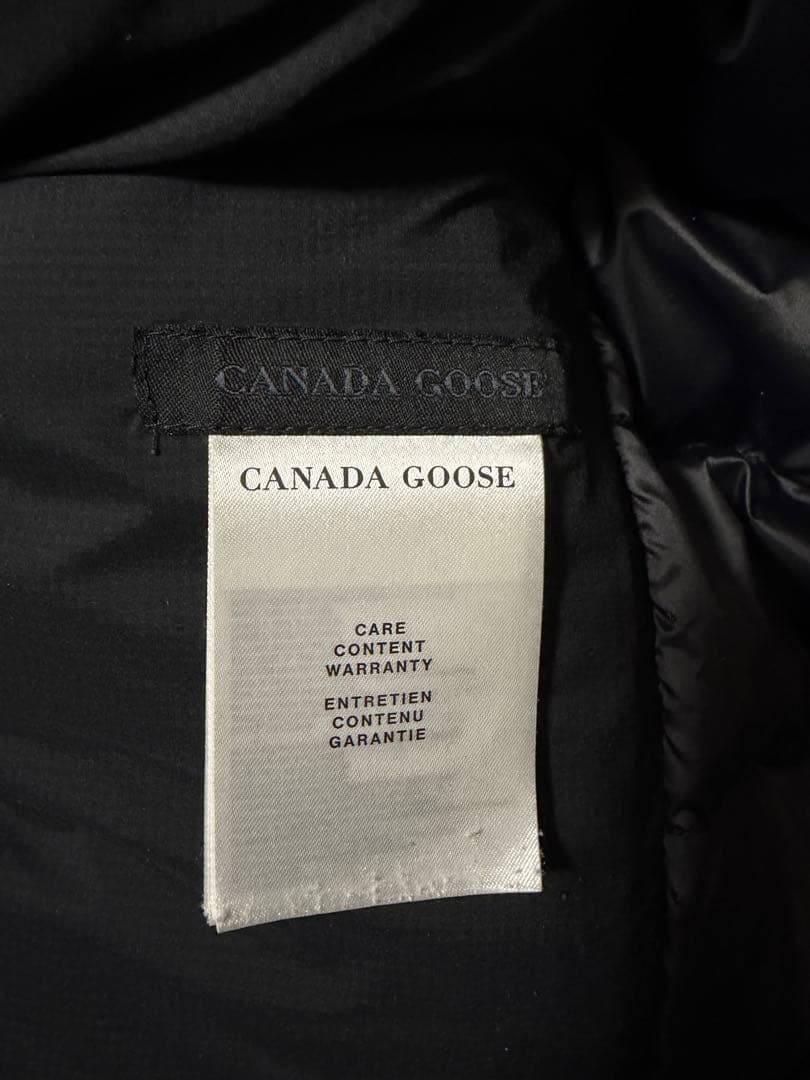 CANADA GOOSE
CANADA GOOSE
CARE
CONTENT
WARRANTY
ENTRETIEN
CONTENU
GARANTIE